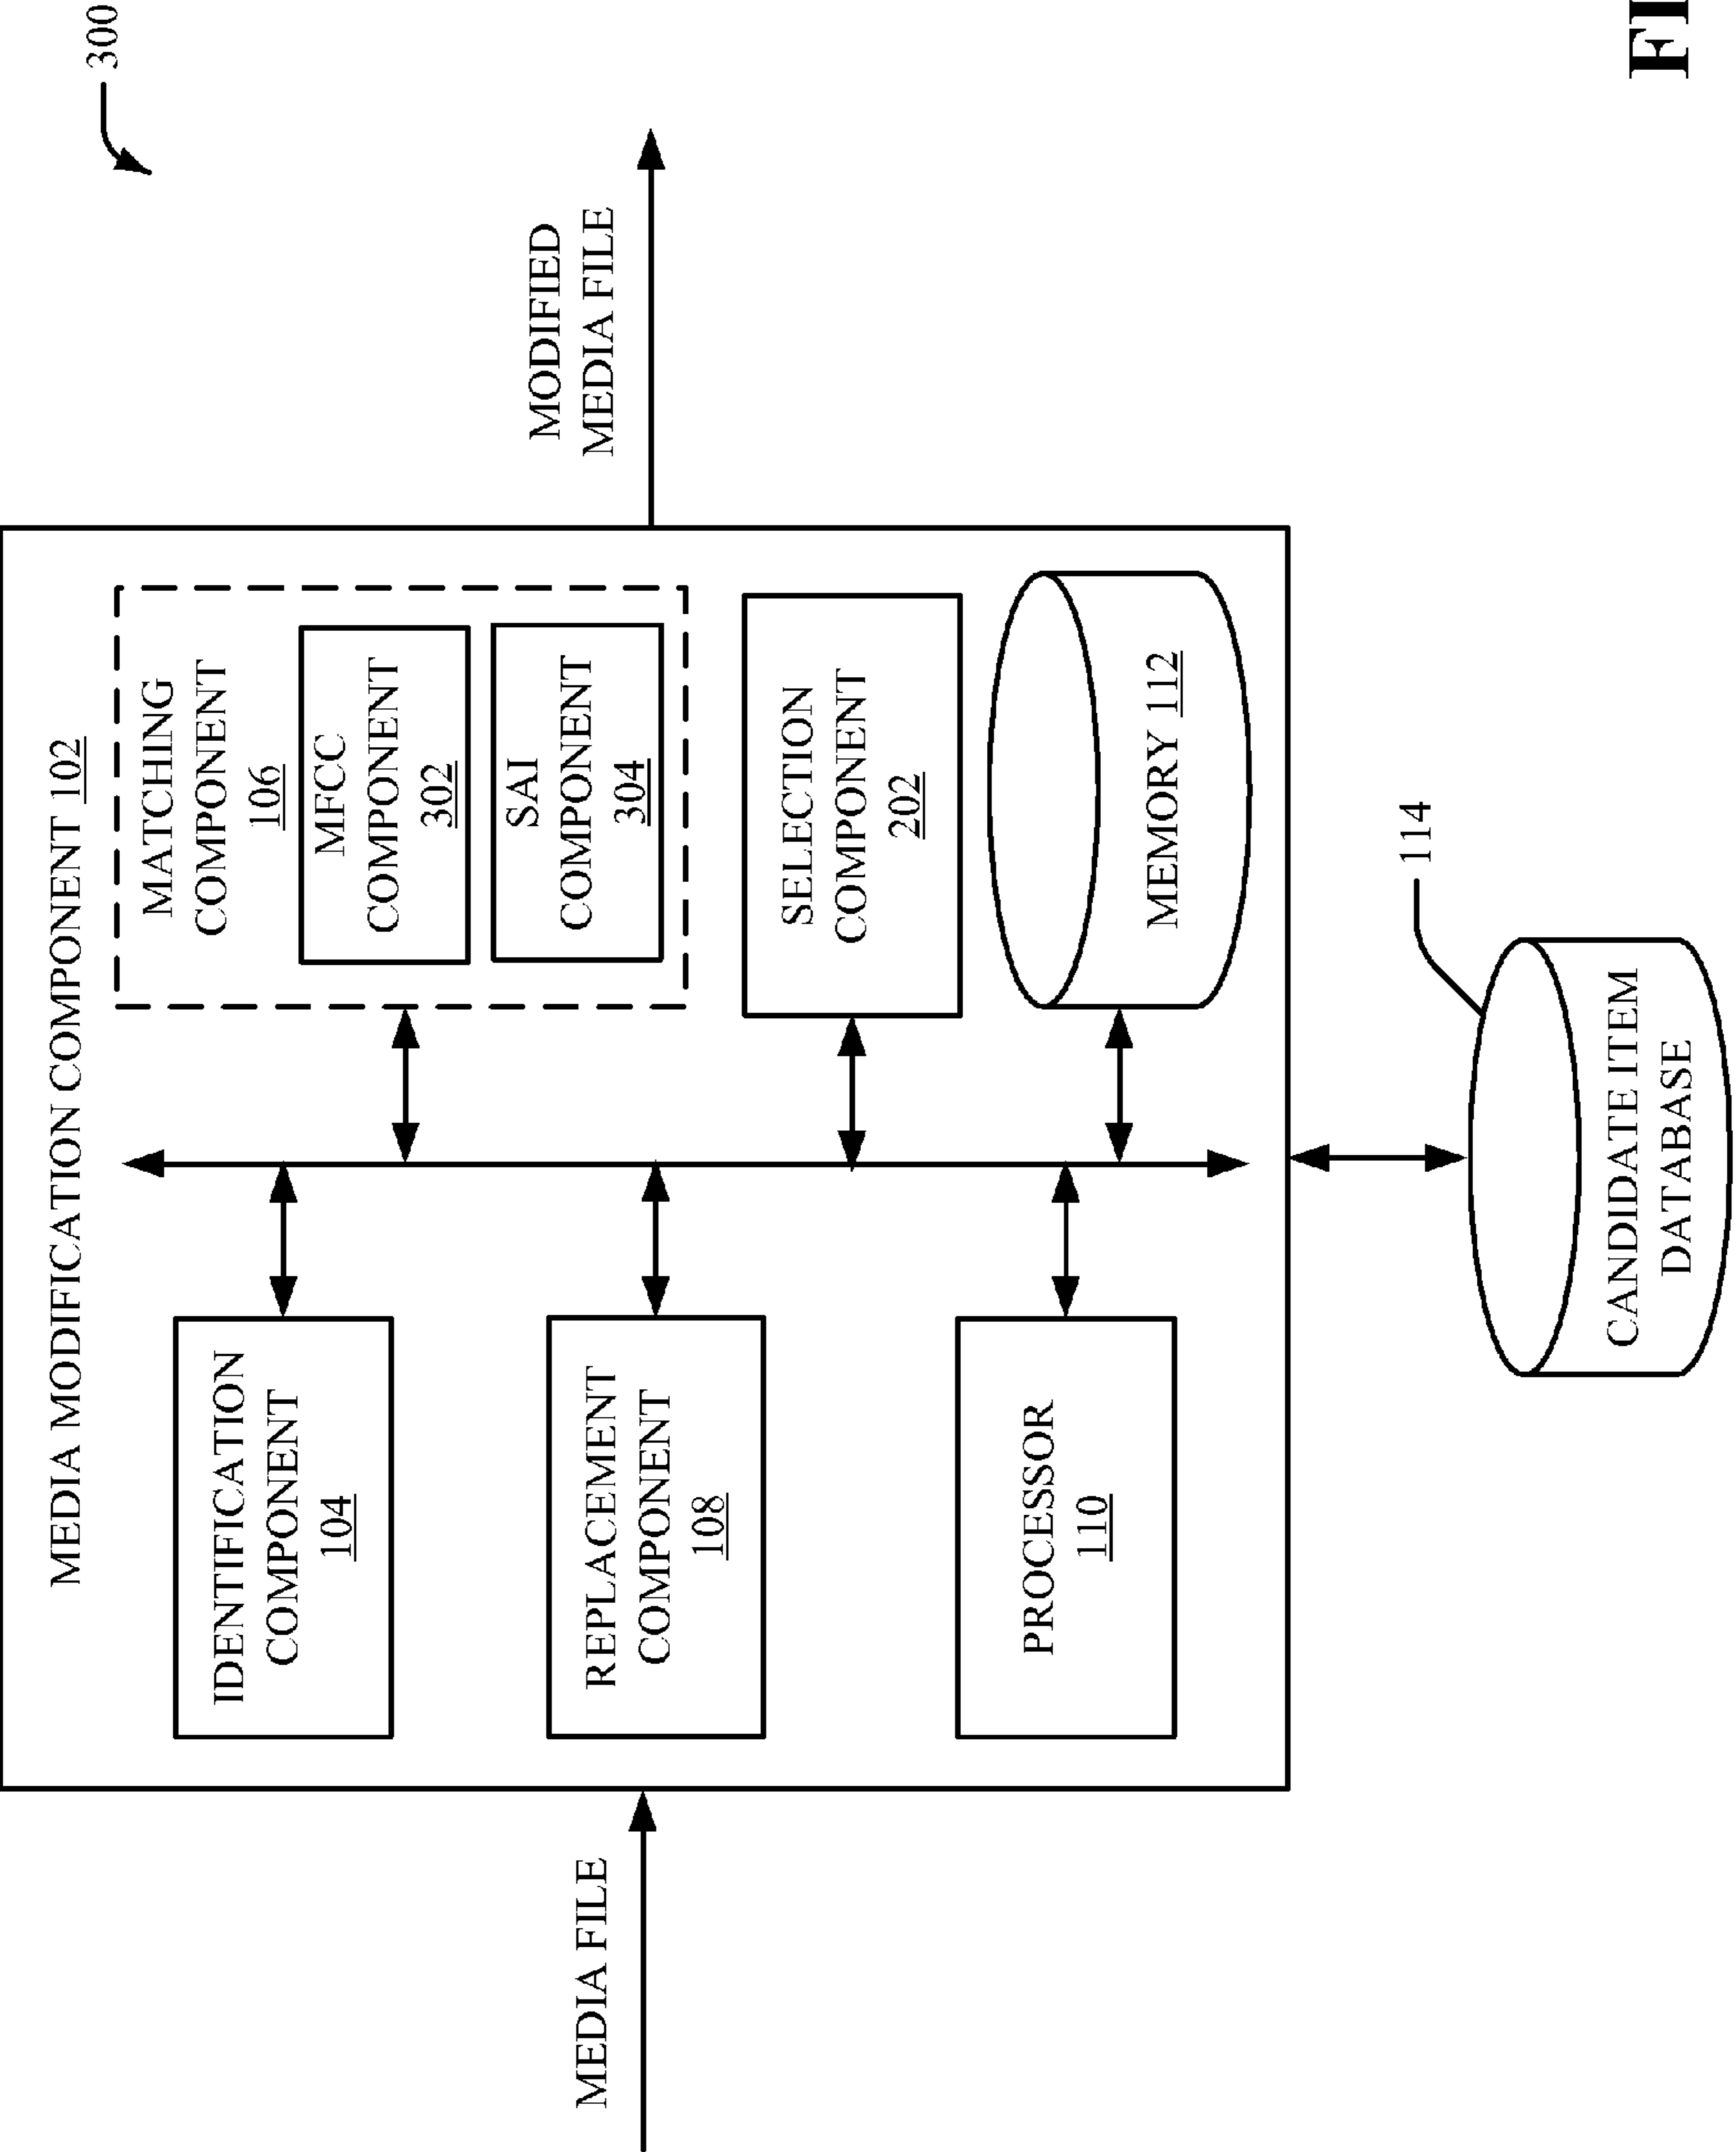 300
MEDIA MODIFICATION COMPONENT 102
IDENTIFICATION
COMPONENT
104
MATCHING
COMPONENT
106
MFCC
COMPONENT
302
SAI
COMPONENT
304
MEDIA FILE
REPLACEMENT
COMPONENT
108
MODIFIED
MEDIA FILE
SELECTION
COMPONENT
202
PROCESSOR
110
MEMORY 112
114
CANDIDATE ITEM
DATABASE
FI